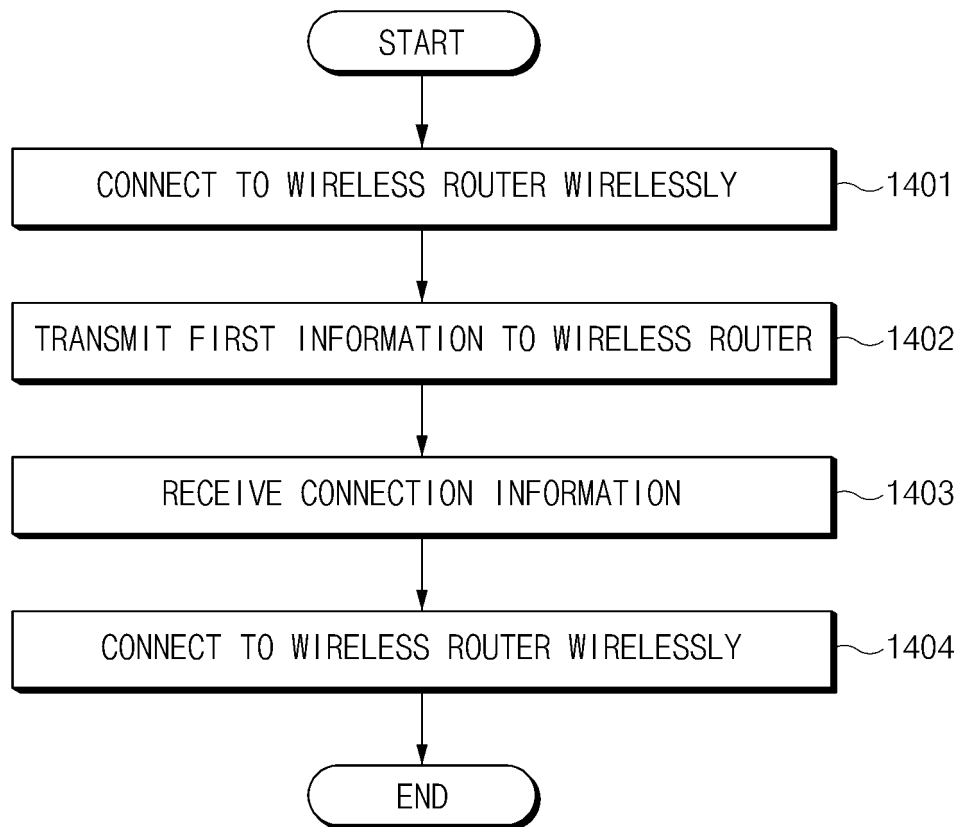 START
CONNECT TO WIRELESS ROUTER WIRELESSLY 1401
TRANSMIT FIRST INFORMATION TO WIRELESS ROUTER 1402
RECEIVE CONNECTION INFORMATION 1403
CONNECT TO WIRELESS ROUTER WIRELESSLY 1404
END